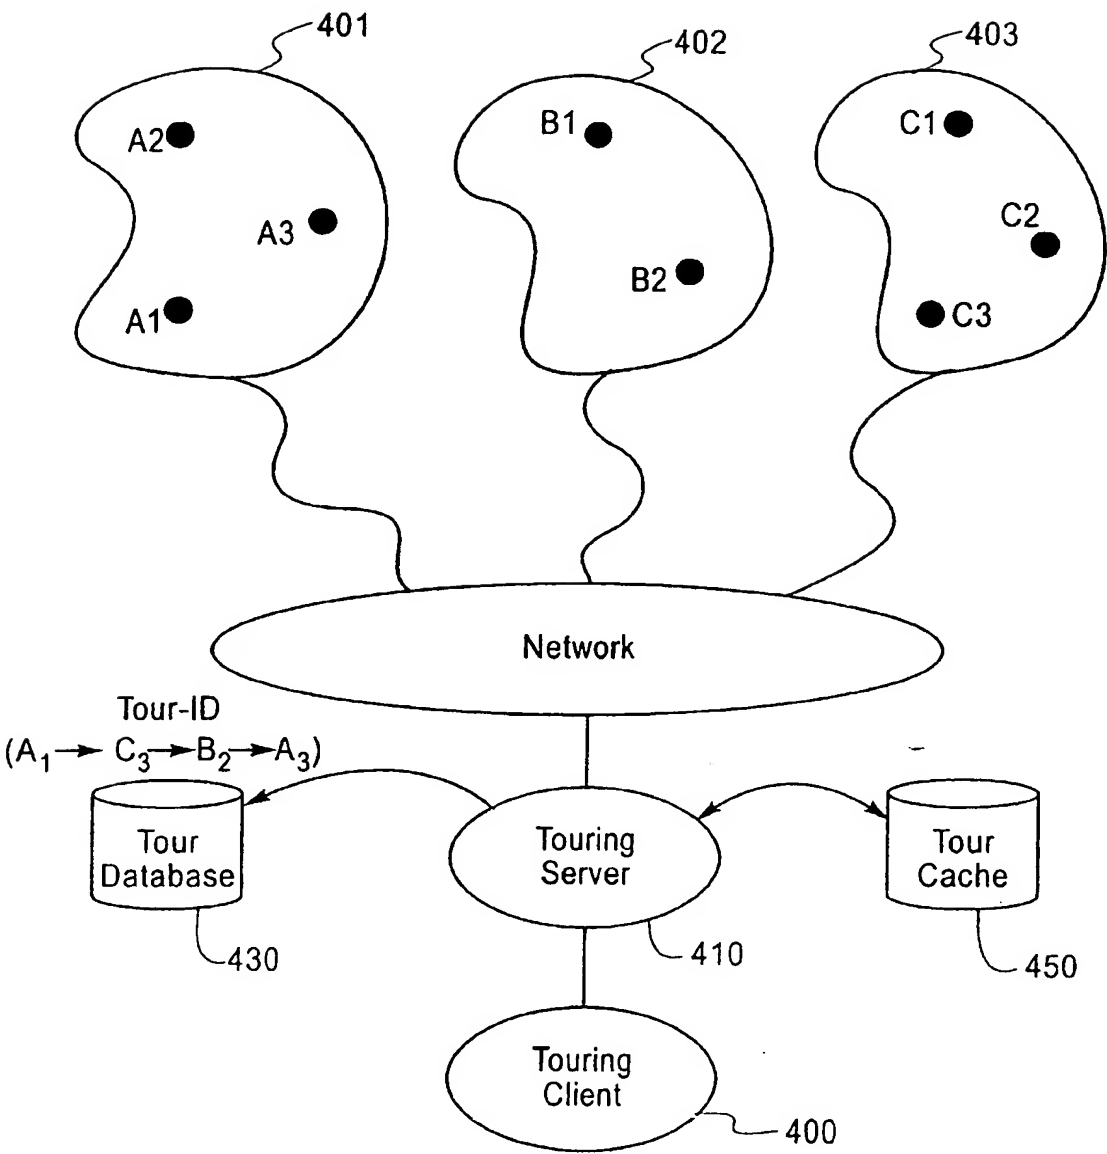 401
402
403
A2
A3
A1
B1
B2
C1
C2
C3
Network
Tour-ID
(A₁→ C₃→B₂→A₃)
Tour
Database
430
Touring
Server
410
Tour
Cache
450
Touring
Client
400